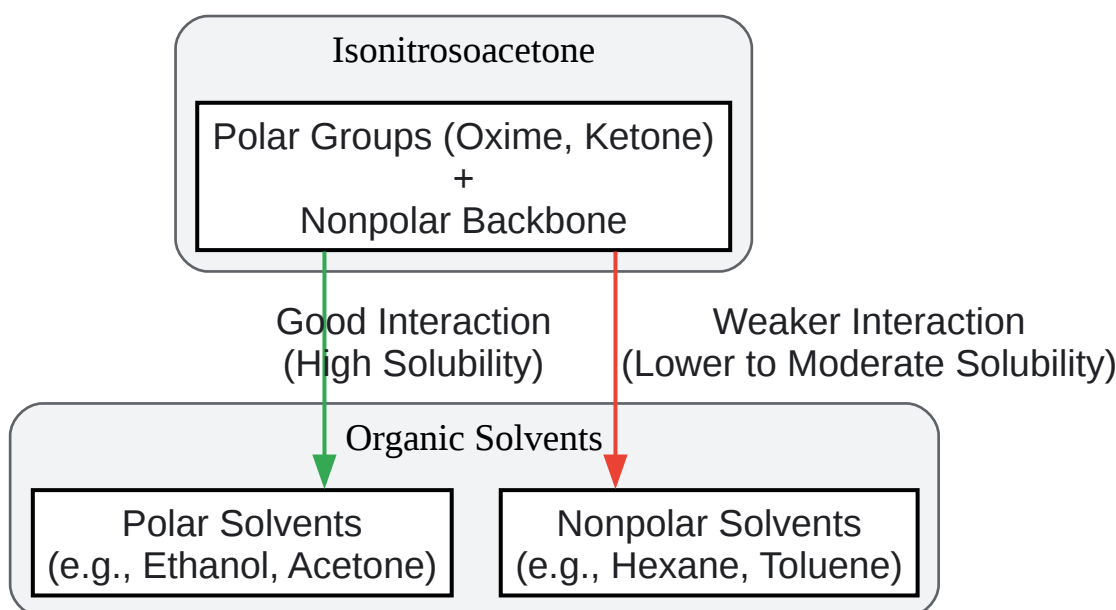 Isonitrosoacetone
Polar Groups (Oxime, Ketone)
+
Nonpolar Backbone
Good Interaction
(High Solubility)
Weaker Interaction
(Lower to Moderate Solubility)
Organic Solvents
Polar Solvents
(e.g., Ethanol, Acetone)
Nonpolar Solvents
(e.g., Hexane, Toluene)